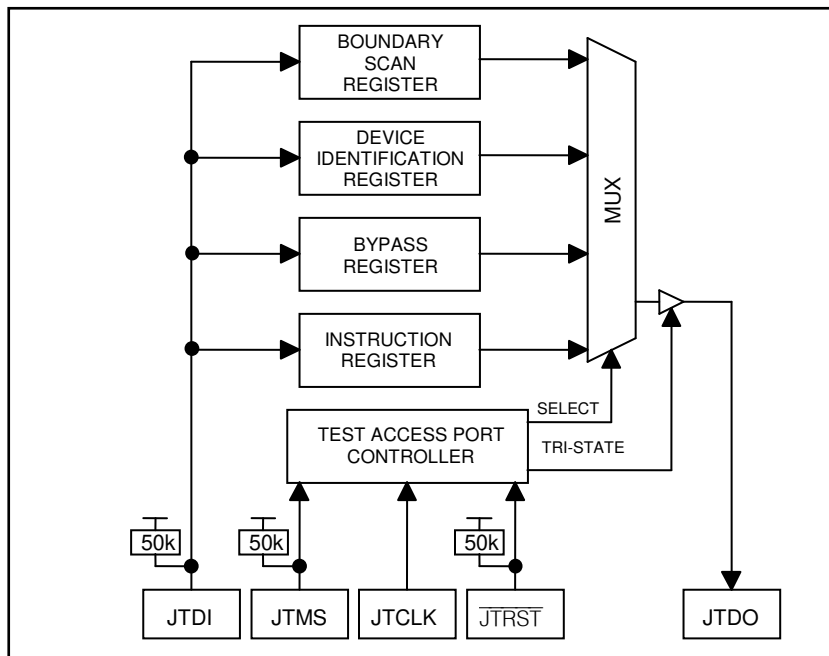 BOUNDARY
SCAN
REGISTER
DEVICE
IDENTIFICATION
REGISTER
BYPASS
REGISTER
INSTRUCTION
REGISTER
MUX
SELECT
TEST ACCESS PORT
CONTROLLER
TRI-STATE
50k
50k
50k
JTDI
JTMS
JTCLK
JTRST
JTDO